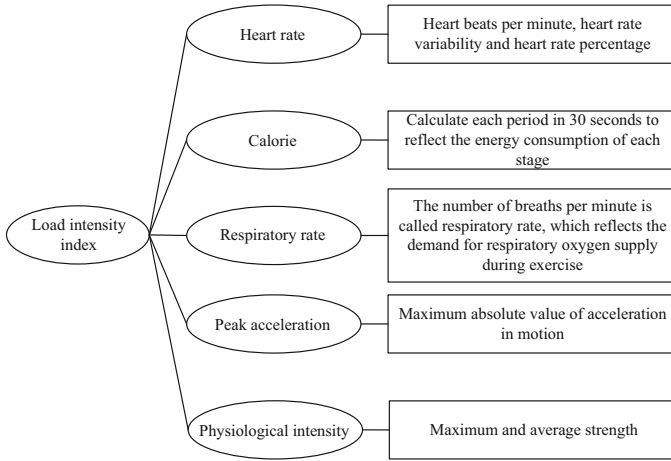 Heart rate
Heart beats per minute, heart rate
variability and heart rate percentage
Calorie
Calculate each period in 30 seconds to
reflect the energy consumption of each
stage
Load intensity
index
Respiratory rate
The number of breaths per minute is
called respiratory rate, which reflects the
demand for respiratory oxygen supply
during exercise
Peak acceleration
Maximum absolute value of acceleration
in motion
Physiological intensity
Maximum and average strength